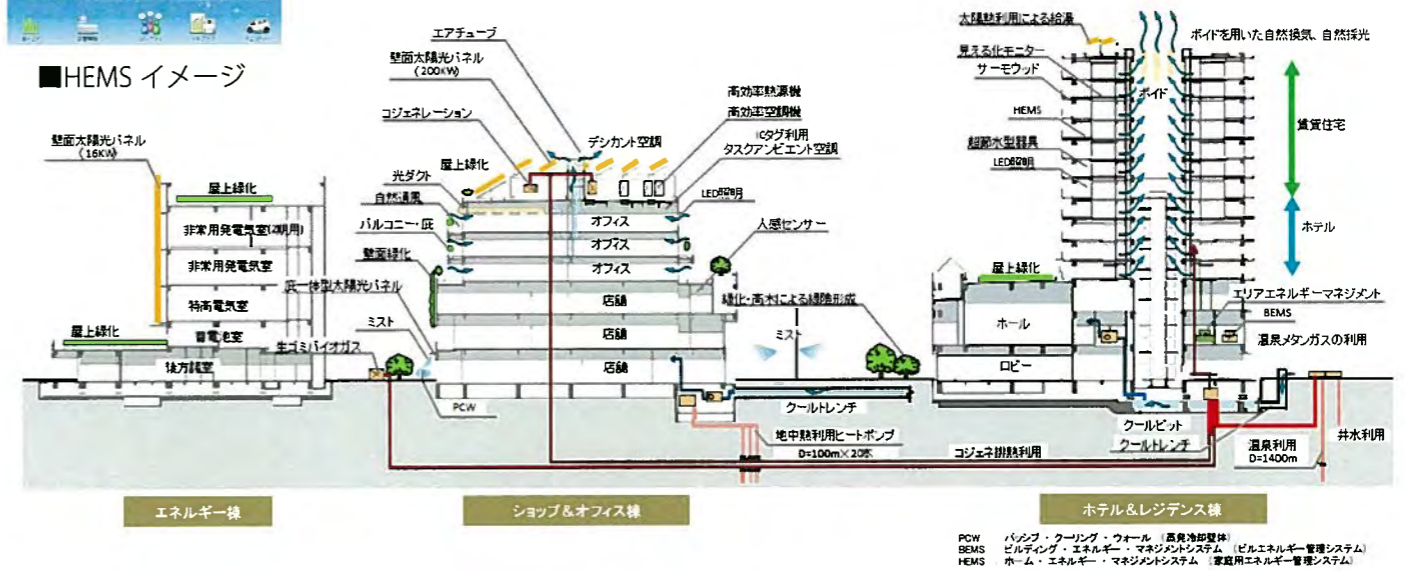 ■HEMS イメージ
壁面太陽光パネル
(16KW)
屋上緑化
非常用発電気室(2期用)
非常用発電気室
特高電気室
蓄電池室
屋上緑化
後方諸室
エネルギー棟
エアチューブ
壁面太陽光パネル
(200KW)
コジェネレーション
高効率熱源機
高効率空調機
デシカント空調
ICタグ利用
タスクアンビエント空調
屋上緑化
光ダクト
自然通風
LED照明
バルコニー・庇
オフィス
オフィス
オフィス
人感センサー
壁面緑化
庇一体型太陽光パネル
店舗
店舗
店舗
緑化・高木による緑陰形成
ミスト
ミスト
生ゴミバイオガス
PCW
クールトレンチ
地中熱利用ヒートポンプ
D=100m×20本
コジェネ排熱利用
ショップ&オフィス棟
太陽熱利用による給湯
ボイドを用いた自然換気、自然採光
見える化モニター
サーモウッド
ボイド
HEMS
賃貸住宅
超節水型器具
LED照明
ホテル
屋上緑化
エリアエネルギーマネジメント
BEMS
ホール
温泉メタンガスの利用
ロビー
クールピット
クールトレンチ
温泉利用
D=1400m
井水利用
ホテル&レジデンス棟
PCW パッシブ・クーリング・ウォール (蒸発冷却壁体)
BEMS ビルディング・エネルギー・マネジメントシステム (ビルエネルギー管理システム)
HEMS ホーム・エネルギー・マネジメントシステム (家庭用エネルギー管理システム)